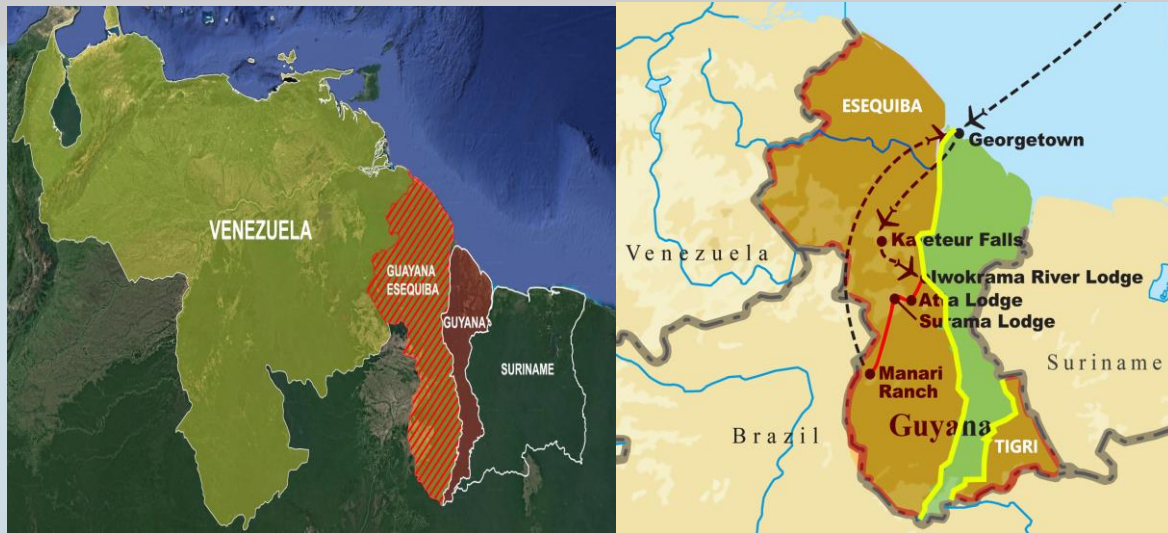 VENEZUELA
GUAYANA
ESEQUIBA
GUYANA
SURINAME
ESEQUIBA
Georgetown
Venezuela
Kaieteur Falls
Iwokrama River Lodge
Atta Lodge
Surama Lodge
Suriname
Manari
Ranch
Guyana
Brazil
TIGRI